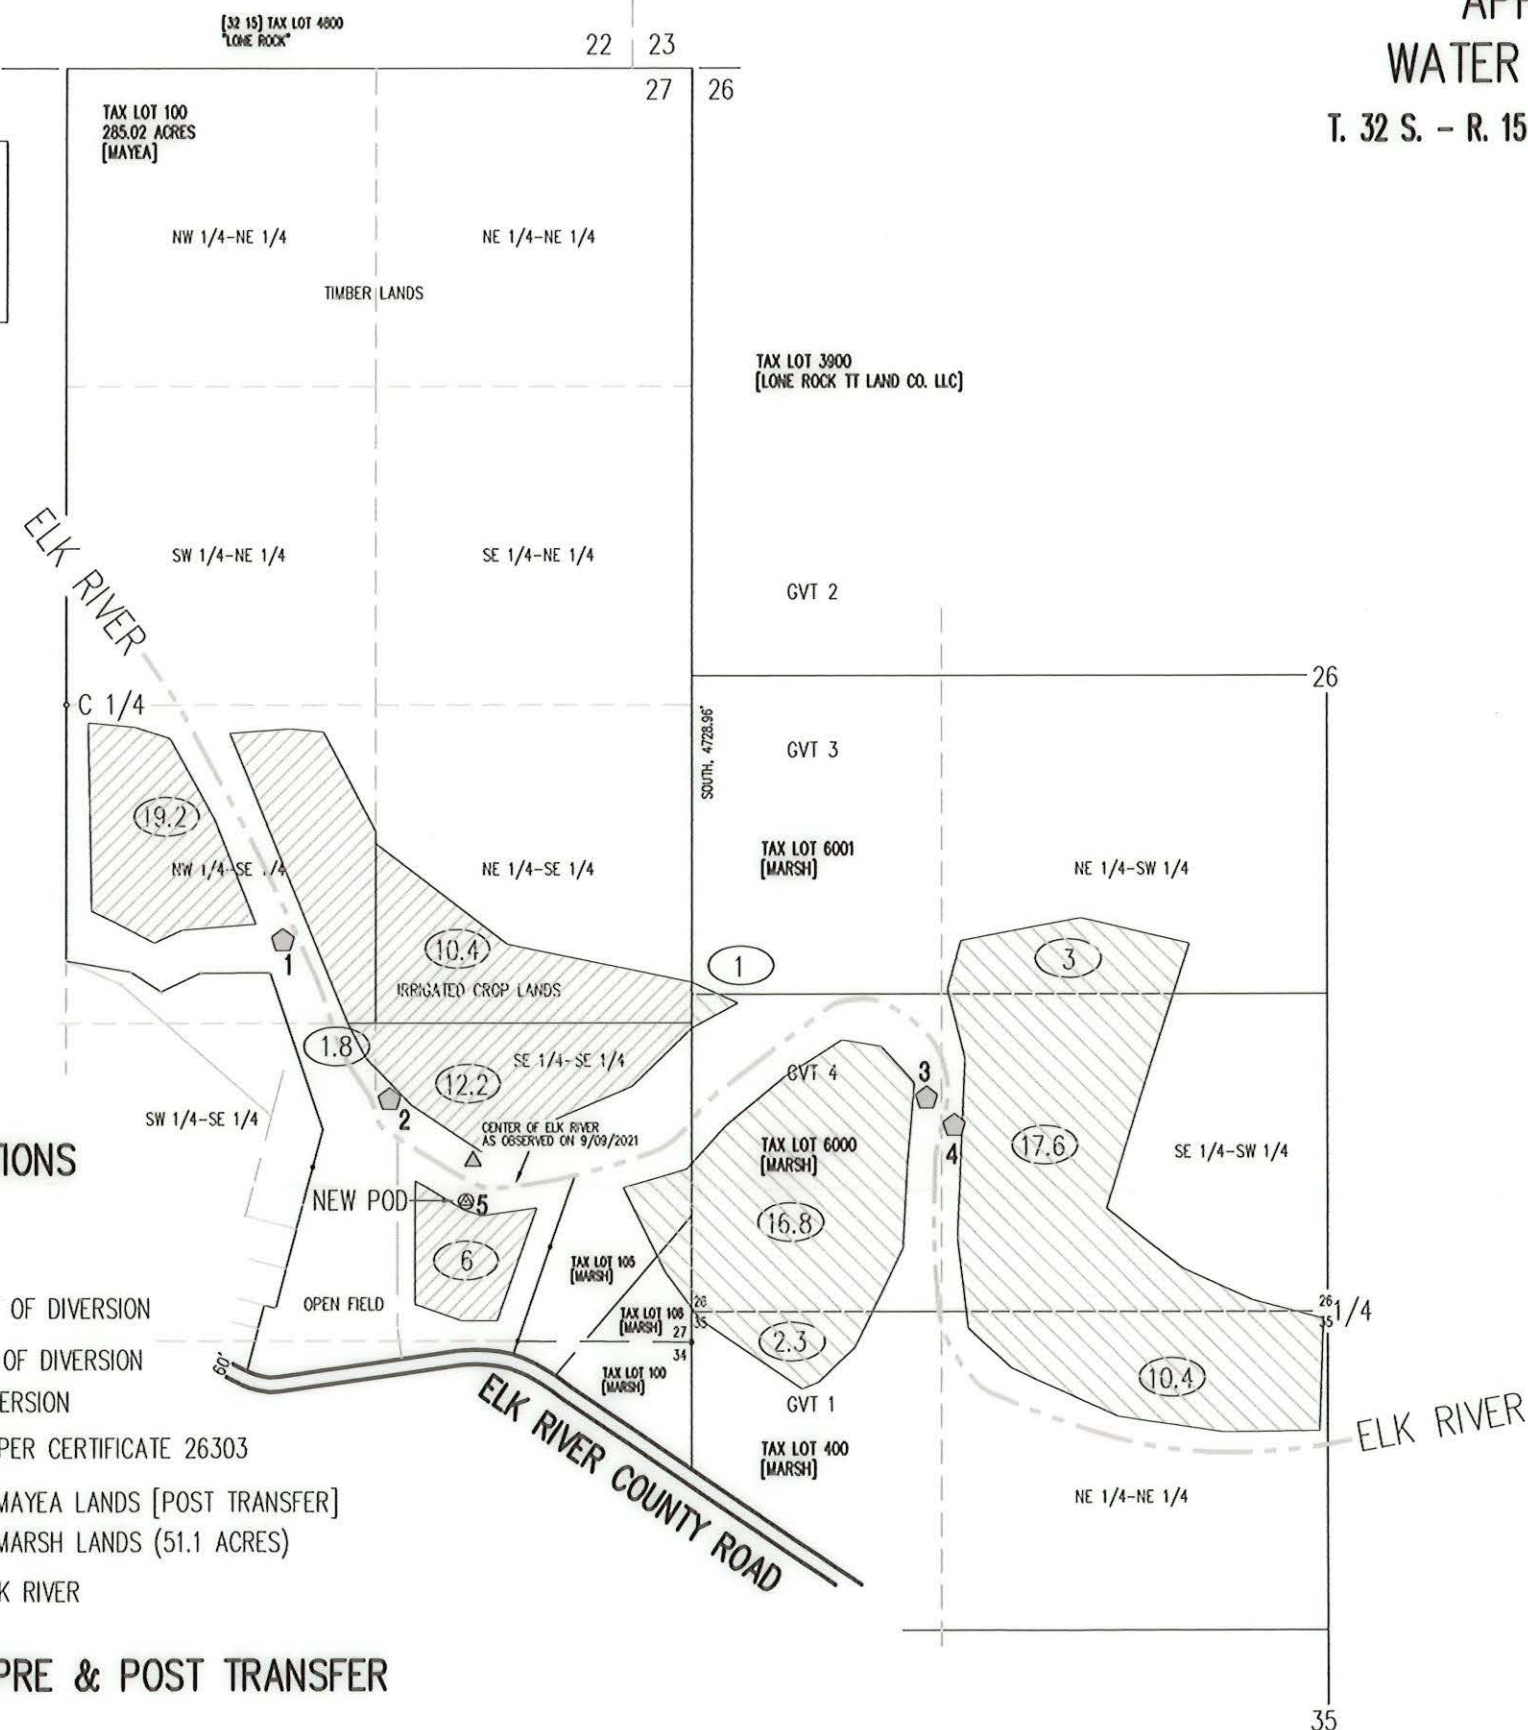 [32 15] TAX LOT 4800
"LONE ROCK"
22
23
27
26
WATER
T. 32 S. - R. 15
TAX LOT 100
285.02 ACRES
[MAYEA]
NW 1/4-NE 1/4
NE 1/4-NE 1/4
TIMBER LANDS
TAX LOT 3900
[LONE ROCK TT LAND CO. LLC]
ELK RIVER
SW 1/4-NE 1/4
SE 1/4-NE 1/4
GVT 2
26
C 1/4
SOUTH, 4728.96'
GVT 3
19.2
NW 1/4-SE 1/4
NE 1/4-SE 1/4
TAX LOT 6001
[MARSH]
NE 1/4-SW 1/4
1
10.4
IRRIGATED CROP LANDS
1
3
1.8
12.2
SE 1/4-SE 1/4
GVT 4
3
2
SW 1/4-SE 1/4
CENTER OF ELK RIVER
AS OBSERVED ON 9/09/2021
TAX LOT 6000
[MARSH]
4
17.6
SE 1/4-SW 1/4
IONS
NEW POD
5
16.8
6
TAX LOT 105
[MARSH]
OPEN FIELD
TAX LOT 106
[MARSH]
26
35
27
34
26
35
1/4
2.3
OF DIVERSION
OF DIVERSION
ERSION
60'
TAX LOT 100
[MARSH]
10.4
GVT 1
ELK RIVER
ELK RIVER COUNTY ROAD
PER CERTIFICATE 26303
TAX LOT 400
[MARSH]
NE 1/4-NE 1/4
MAYEA LANDS [POST TRANSFER]
MARSH LANDS (51.1 ACRES)
K RIVER
PRE & POST TRANSFER
35